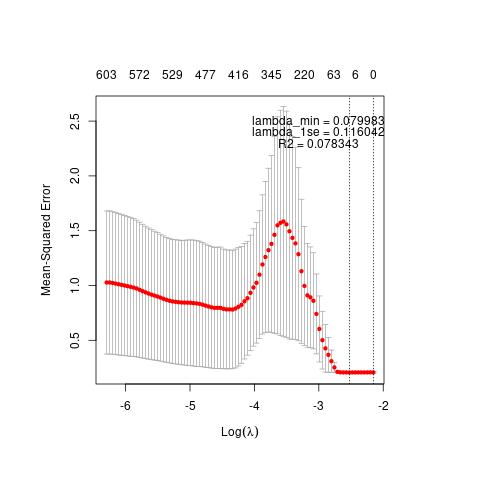 603 572 529 477 416 345 220 63 6 0
lambda_min = 0.079983
lambda_1se = 0.116042
R2 = 0.078343
2.5
2.0
1.5
1.0
0.5
Mean-Squared Error
-6 -5 -4 -3 -2
Log(λ)